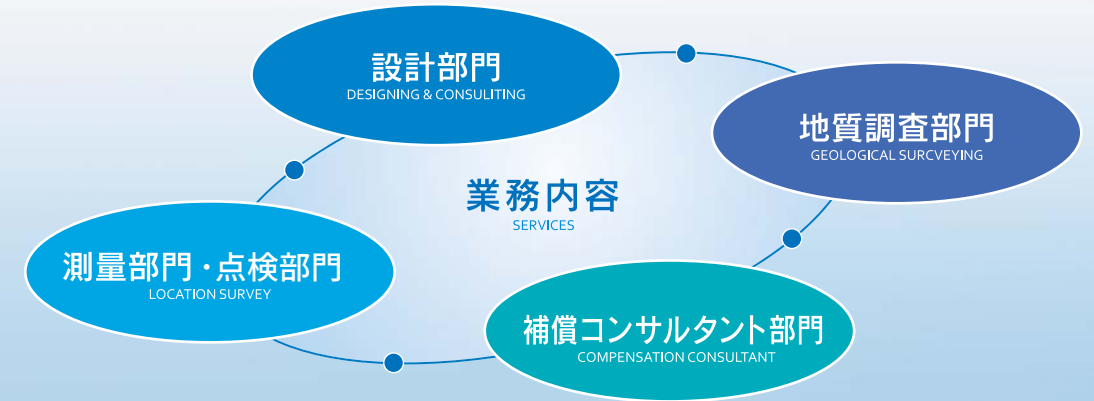 設計部門
DESIGNING & CONSULITING
地質調査部門
GEOLOGICAL SURCVEYING
業務内容
SERVICES
測量部門・点検部門
LOCATION SURVEY
補償コンサルタント部門
COMPENSATION CONSULTANT